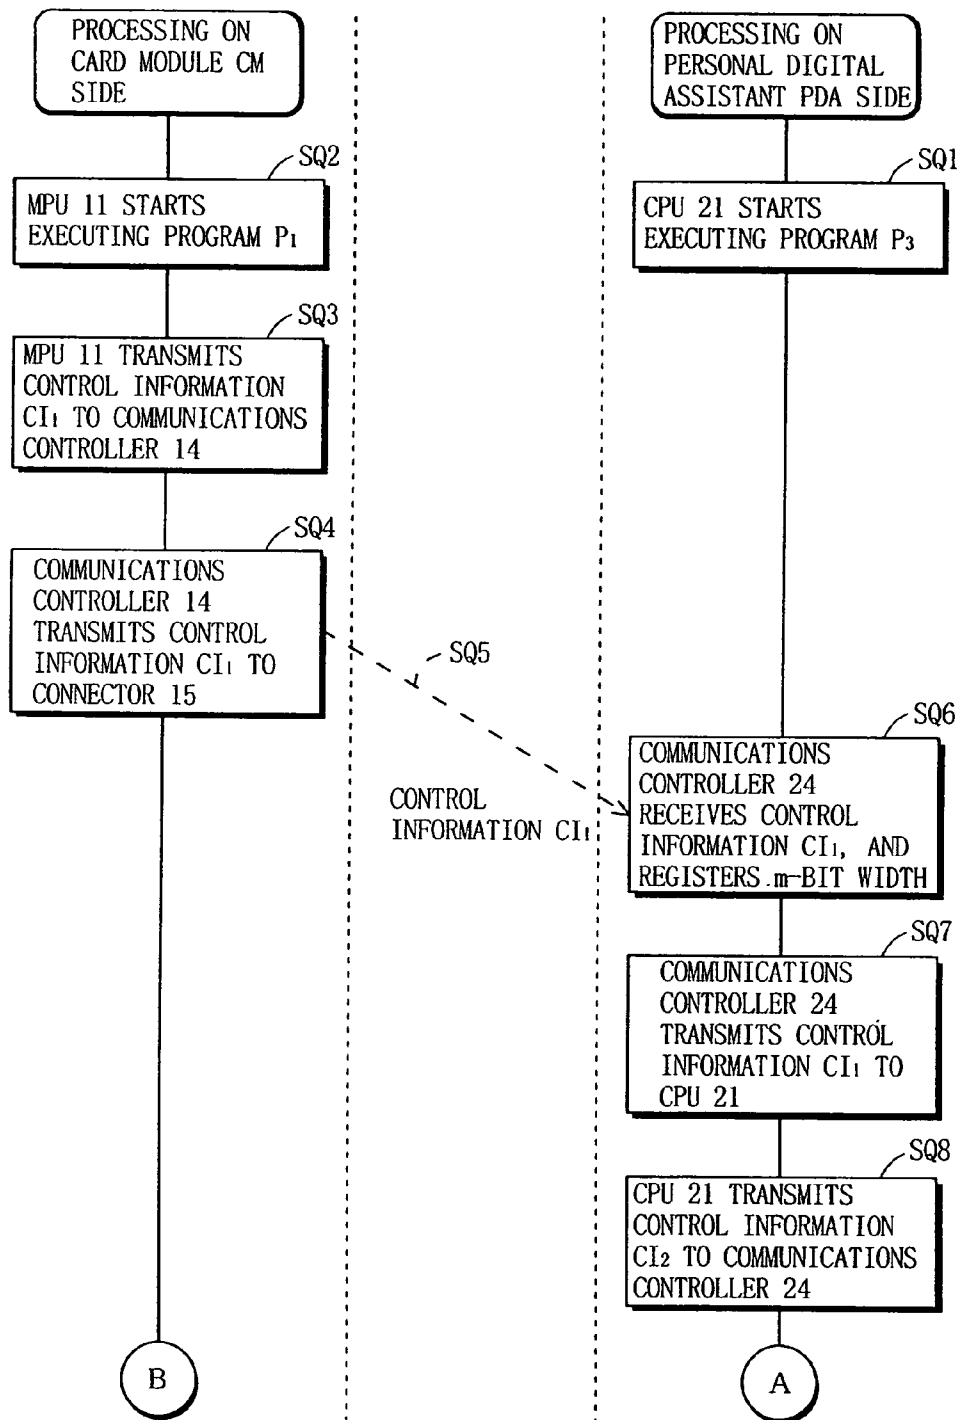 PROCESSING ON
CARD MODULE CM
SIDE
PROCESSING ON
PERSONAL DIGITAL
ASSISTANT PDA SIDE
SQ2
MPU 11 STARTS
EXECUTING PROGRAM P1
SQ1
CPU 21 STARTS
EXECUTING PROGRAM P3
SQ3
MPU 11 TRANSMITS
CONTROL INFORMATION
CI1 TO COMMUNICATIONS
CONTROLLER 14
SQ4
COMMUNICATIONS
CONTROLLER 14
TRANSMITS CONTROL
INFORMATION CI1 TO
CONNECTOR 15
SQ5
CONTROL
INFORMATION CI1
SQ6
COMMUNICATIONS
CONTROLLER 24
RECEIVES CONTROL
INFORMATION CI1, AND
REGISTERS m-BIT WIDTH
SQ7
COMMUNICATIONS
CONTROLLER 24
TRANSMITS CONTROL
INFORMATION CI1 TO
CPU 21
SQ8
CPU 21 TRANSMITS
CONTROL INFORMATION
CI2 TO COMMUNICATIONS
CONTROLLER 24
B
A